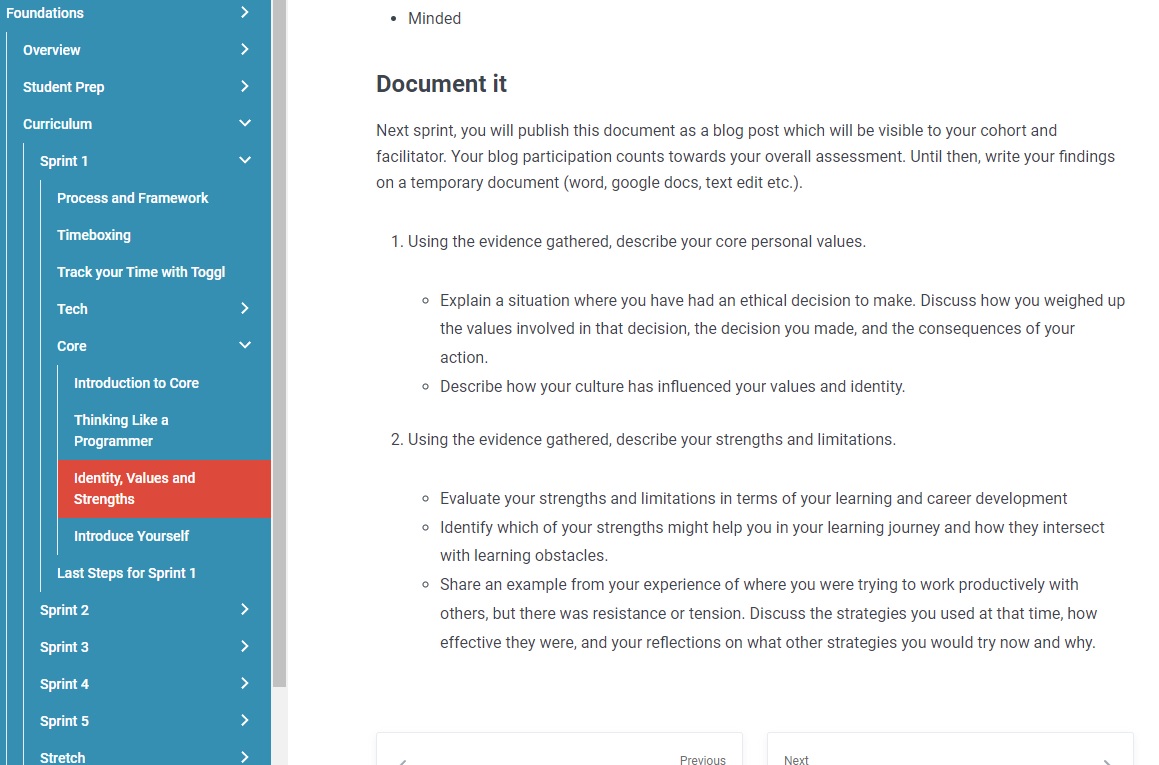 Foundations
Overview
Student Prep
Curriculum
Sprint 1
Process and Framework
Timeboxing
Track your Time with Toggl
Tech
Core
Introduction to Core
Thinking Like a
Programmer
Identity, Values and
Strengths
Introduce Yourself
Last Steps for Sprint 1
Sprint 2
Sprint 3
Sprint 4
Sprint 5
Stretch
• Minded
Document it
Next sprint, you will publish this document as a blog post which will be visible to your cohort and
facilitator. Your blog participation counts towards your overall assessment. Until then, write your findings
on a temporary document (word, google docs, text edit etc.).
1. Using the evidence gathered, describe your core personal values.
◦ Explain a situation where you have had an ethical decision to make. Discuss how you weighed up
the values involved in that decision, the decision you made, and the consequences of your
action.
◦ Describe how your culture has influenced your values and identity.
2. Using the evidence gathered, describe your strengths and limitations.
◦ Evaluate your strengths and limitations in terms of your learning and career development
◦ Identify which of your strengths might help you in your learning journey and how they intersect
with learning obstacles.
◦ Share an example from your experience of where you were trying to work productively with
others, but there was resistance or tension. Discuss the strategies you used at that time, how
effective they were, and your reflections on what other strategies you would try now and why.
Previous
Next